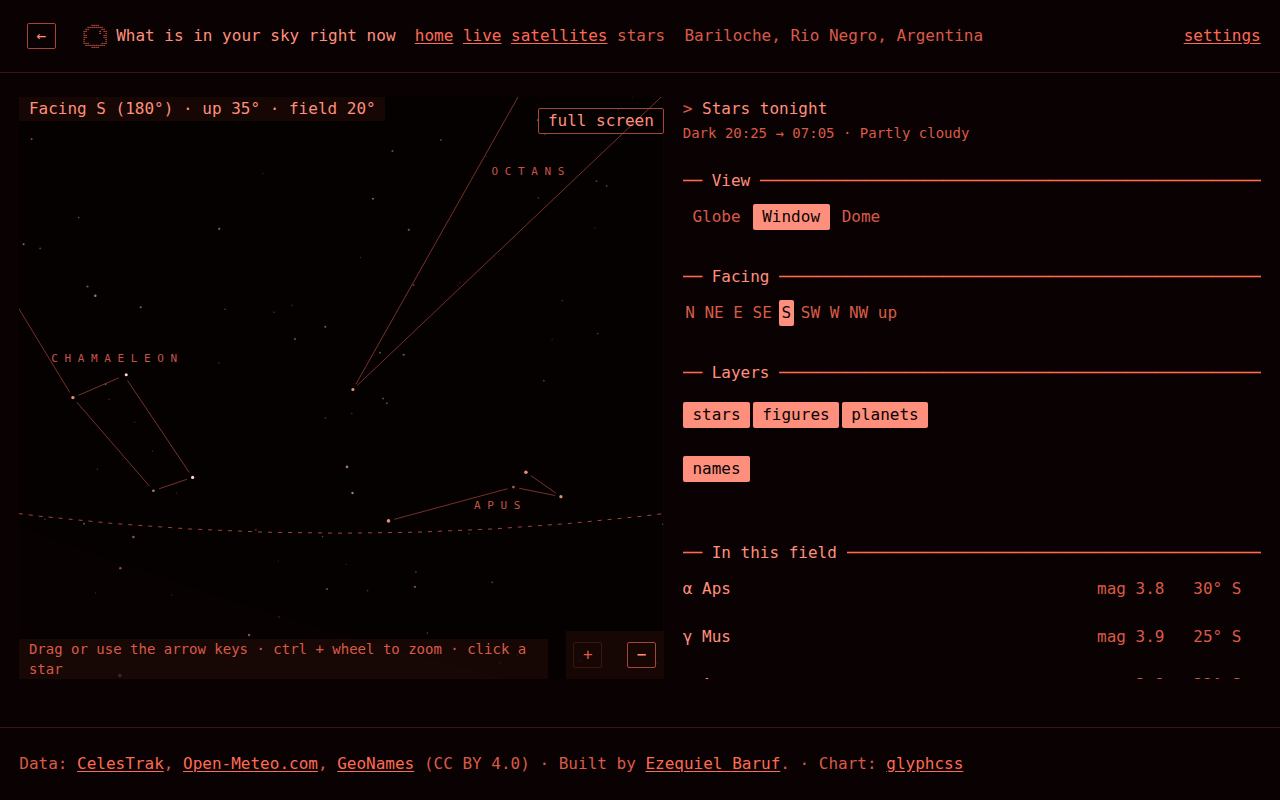 ← What is in your sky right now home live satellites stars Bariloche, Rio Negro, Argentina settings
Facing S (180°) · up 35° · field 20°
full screen
OCTANS
CHAMAELEON
APUS
Drag or use the arrow keys · ctrl + wheel to zoom · click a
star
+ −
> Stars tonight
Dark 20:25 → 07:05 · Partly cloudy
View
Globe Window Dome
Facing
N NE E SE S SW W NW up
Layers
stars figures planets
names
In this field
α Aps mag 3.8 30° S
γ Mus mag 3.9 25° S
Data: CelesTrak, Open-Meteo.com, GeoNames (CC BY 4.0) · Built by Ezequiel Baruf. · Chart: glyphcss